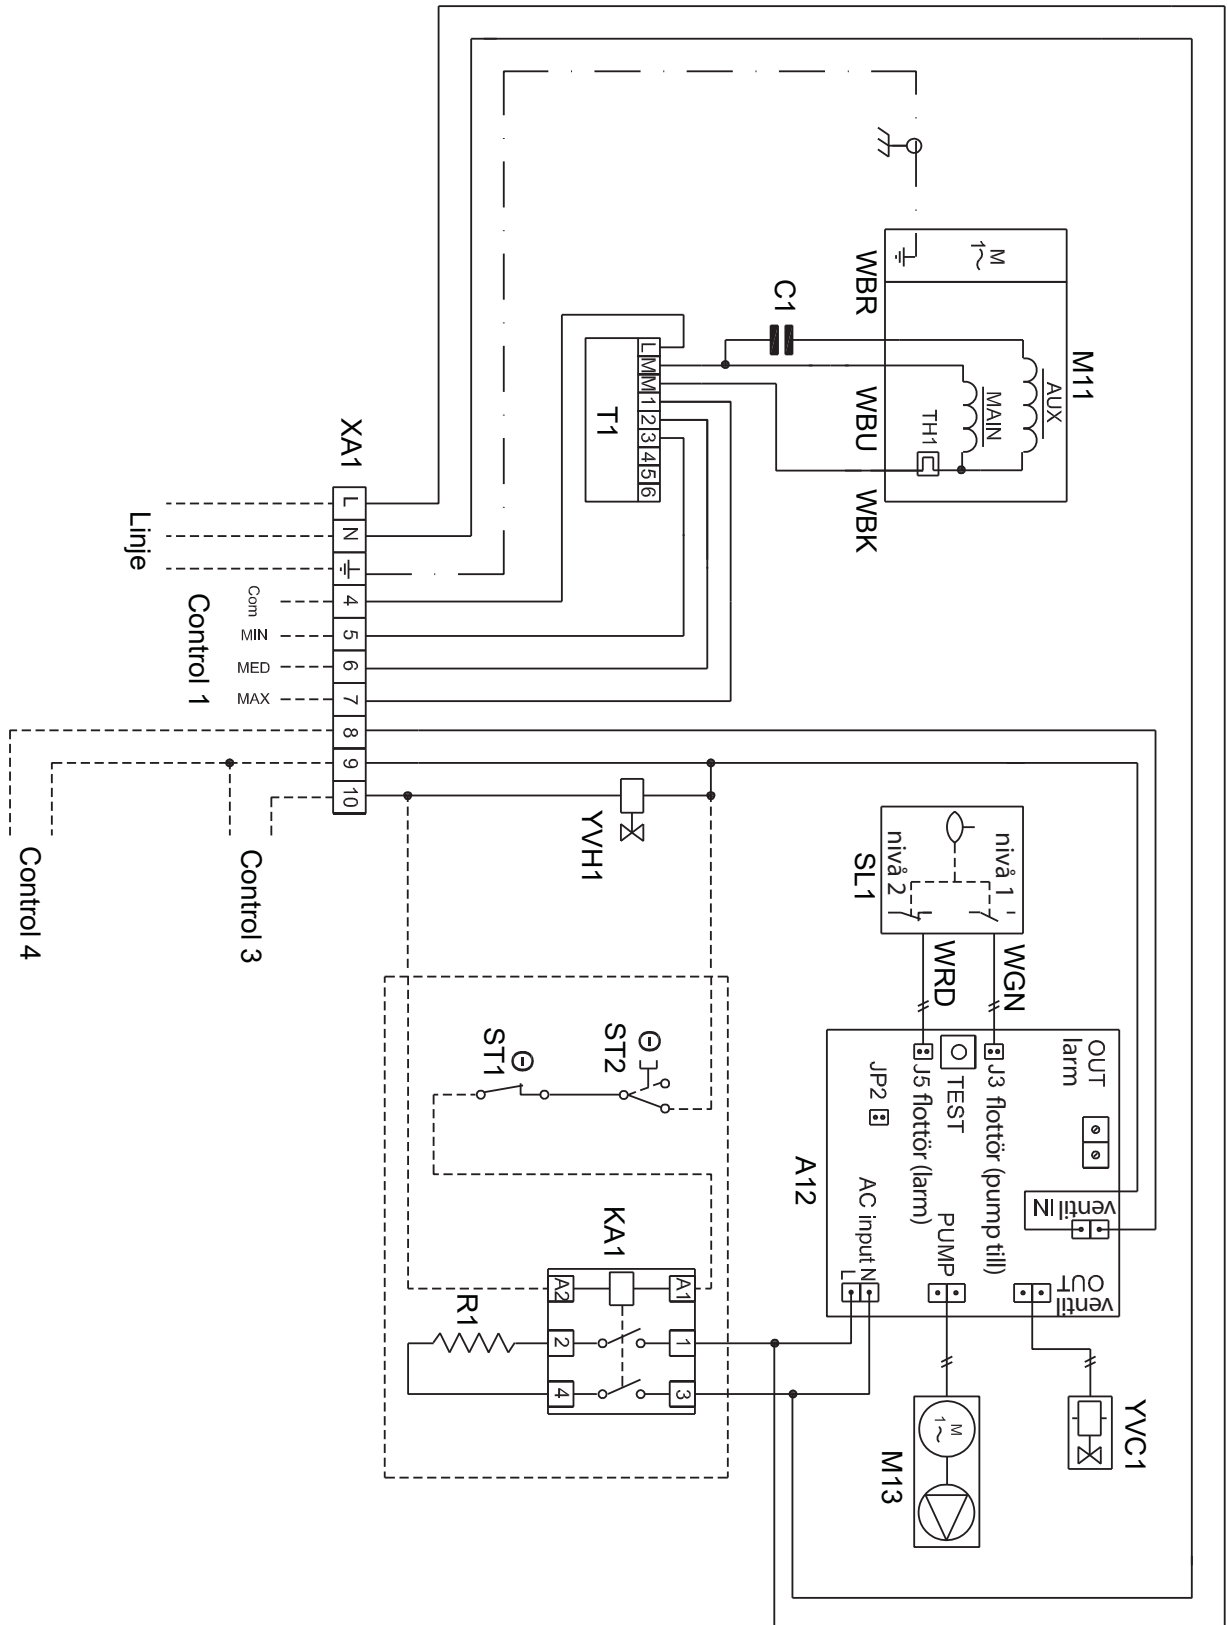 M11
M
1~
AUX
MAIN
TH1
WBR
WBU
WBK
C1
T1
L
M
M
1
2
3
4
5
6
XA1
L
N
4
5
6
7
8
9
10
Linje
Com
MIN
MED
MAX
Control 1
Control 3
Control 4
YVH1
SL1
nivå 1
nivå 2
WGN
WRD
A12
OUT
larm
J3 flottör (pump till)
TEST
J5 flottör (larm)
JP2
ventil
IN
ventil
OUT
PUMP
AC input N
L
YVC1
M13
M
1~
ST2
ST1
KA1
A1
A2
1
2
3
4
R1